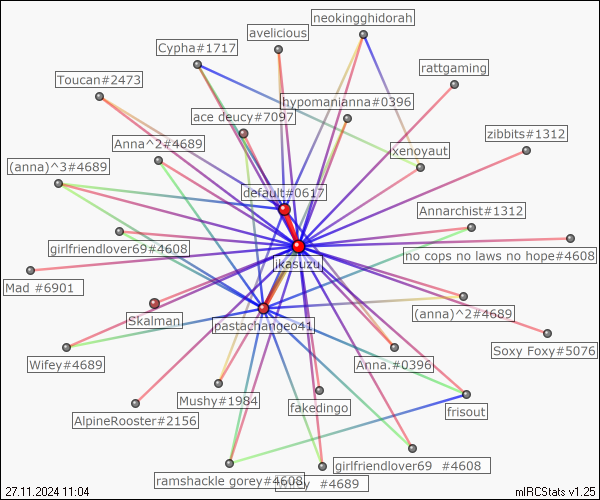 neokingghidorah
avelicious
Cypha#1717
rattgaming
Toucan#2473
hypomanianna#0396
ace deucy#7097
zibbits#1312
Anna^2#4689
xenoyaut
(anna)^3#4689
default#0617
Annarchist#1312
girlfriendlover69#4608
no cops no laws no hope#4608
ikasuzu
Mad #6901
(anna)^2#4689
Skalman
pastachangeo41
Soxy Foxy#5076
Wifey#4689
Anna.#0396
Mushy#1984
fakedingo
frisout
AlpineRooster#2156
girlfriendlover69 #4608
ramshackle gorey#4608
#4689
27.11.2024 11:04
mIRCStats v1.25